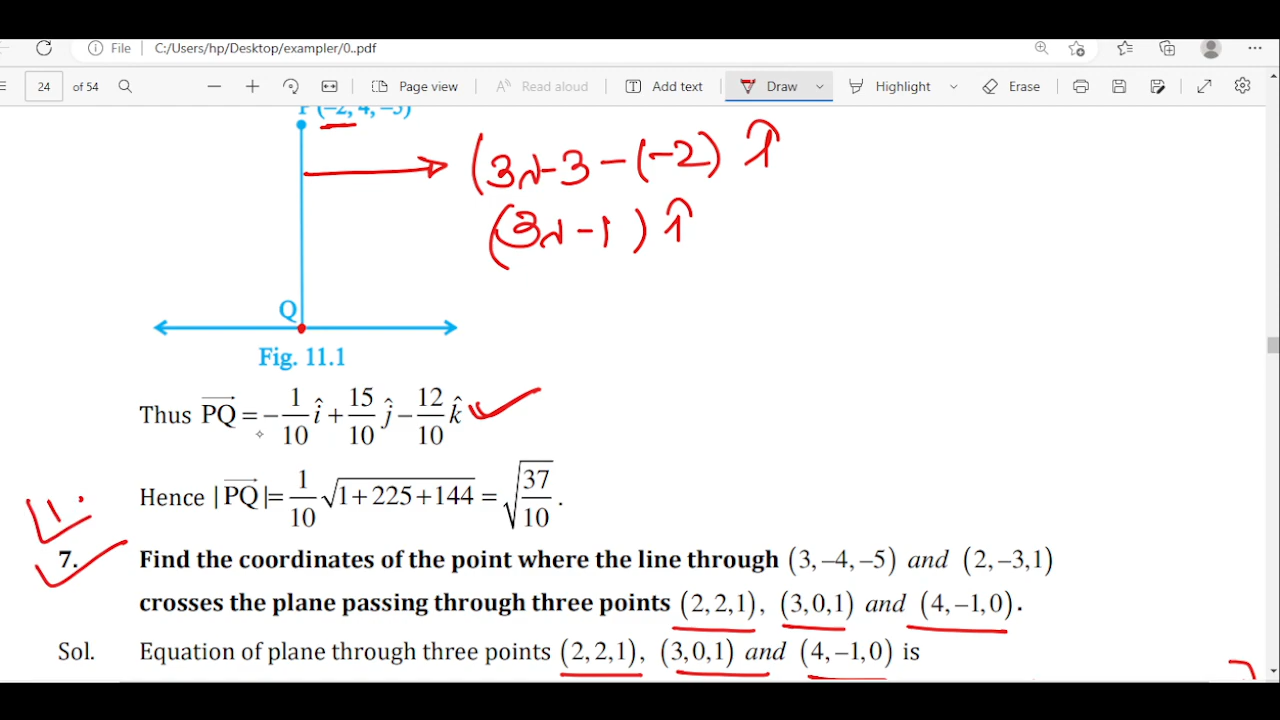 File C:/Users/hp/Desktop/exampler/0..pdf
24 of 54 Page view Read aloud Add text Draw Highlight Erase
P (−2, 4, −5)
(3λ−3−(−2) î
(3λ−1) î
Q
Fig. 11.1
Thus PQ⃗ = −1/10 î + 15/10 ĵ − 12/10 k̂
Hence |PQ⃗|= 1/10 √(1+225+144) = √(37/10) .
7. Find the coordinates of the point where the line through (3,−4,−5) and (2,−3,1)
crosses the plane passing through three points (2,2,1), (3,0,1) and (4,−1,0).
Sol. Equation of plane through three points (2,2,1), (3,0,1) and (4,−1,0) is